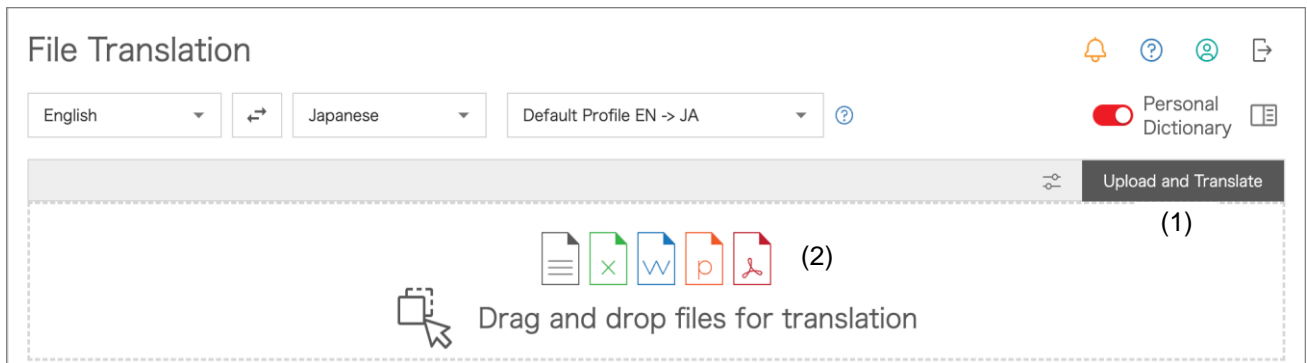 File Translation
English
Japanese
Default Profile EN -> JA
Personal
Dictionary
Upload and Translate
(1)
(2)
Drag and drop files for translation